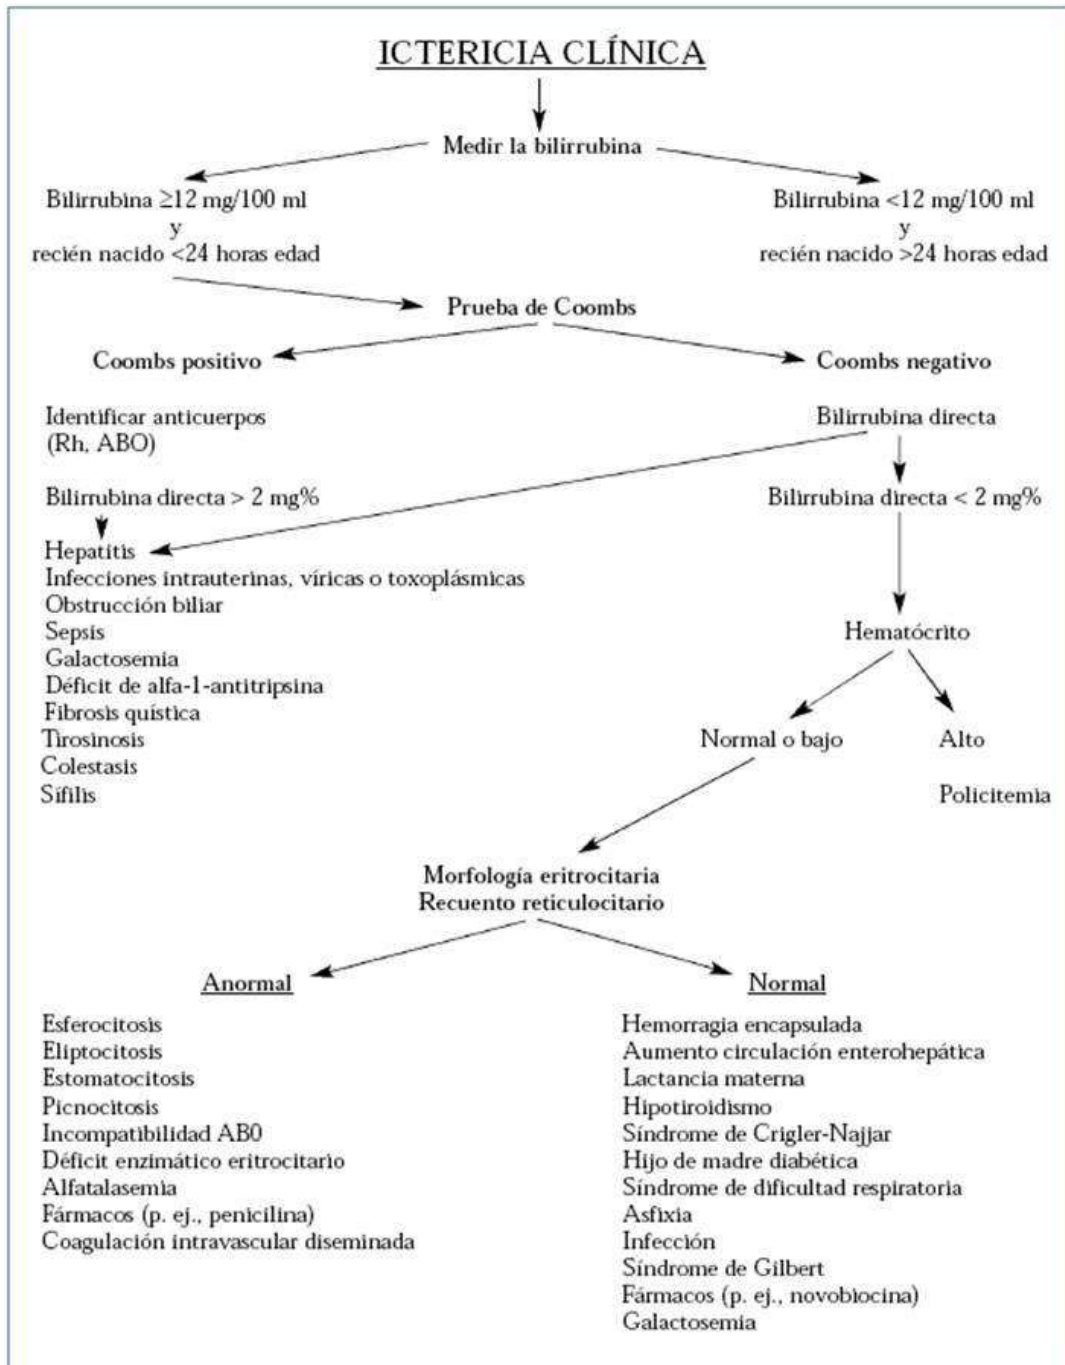 ICTERICIA CLÍNICA
Medir la bilirrubina
Bilirrubina ≥12 mg/100 ml
y
recién nacido <24 horas edad
Bilirrubina <12 mg/100 ml
y
recién nacido >24 horas edad
Prueba de Coombs
Coombs positivo
Coombs negativo
Identificar anticuerpos
(Rh, ABO)
Bilirrubina directa
Bilirrubina directa > 2 mg%
Bilirrubina directa < 2 mg%
Hepatitis
Infecciones intrauterinas, víricas o toxoplásmicas
Obstrucción biliar
Sepsis
Galactosemia
Déficit de alfa-1-antitripsina
Fibrosis quística
Tirosinosis
Colestasis
Sífilis
Hematócrito
Normal o bajo
Alto
Policitemia
Morfología eritrocitaria
Recuento reticulocitario
Anormal
Esferocitosis
Eliptocitosis
Estomatocitosis
Picnocitosis
Incompatibilidad AB0
Déficit enzimático eritrocitario
Alfatalasemia
Fármacos (p. ej., penicilina)
Coagulación intravascular diseminada
Normal
Hemorragia encapsulada
Aumento circulación enterohepática
Lactancia materna
Hipotiroidismo
Síndrome de Crigler-Najjar
Hijo de madre diabética
Síndrome de dificultad respiratoria
Asfixia
Infección
Síndrome de Gilbert
Fármacos (p. ej., novobiocina)
Galactosemia